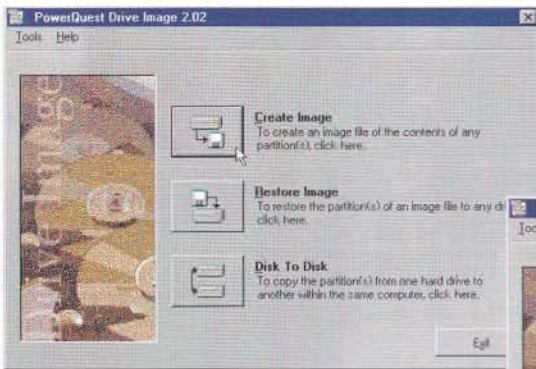 PowerQuest Drive Image 2.02
Tools Help
Create Image
To create an image file of the contents of any
partition(s), click here.
Restore Image
To restore the partition(s) of an image file to any
click here.
Disk To Disk
To copy the partition(s) from one hard drive to
another within the same computer, click here.
Exit